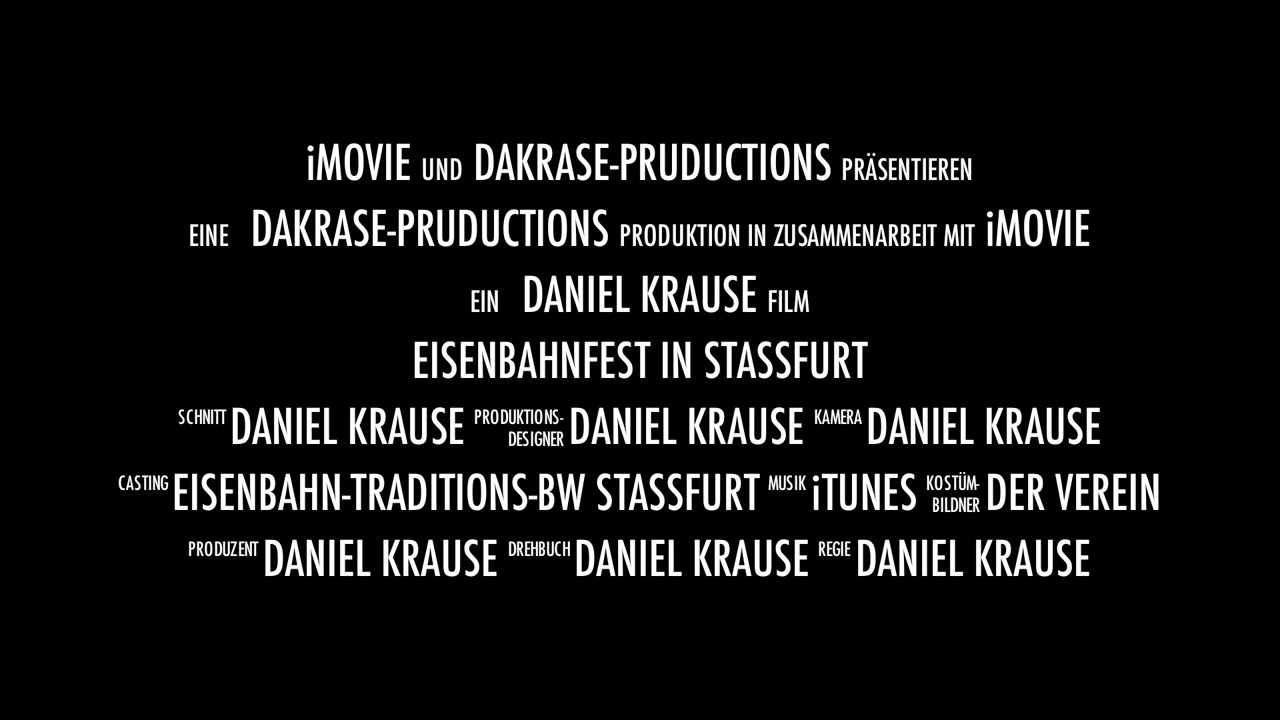 iMOVIE UND DAKRASE-PRUDUCTIONS PRÄSENTIEREN
EINE DAKRASE-PRUDUCTIONS PRODUKTION IN ZUSAMMENARBEIT MIT iMOVIE
EIN DANIEL KRAUSE FILM
EISENBAHNFEST IN STASSFURT
SCHNITT DANIEL KRAUSE PRODUKTIONS-DESIGNER DANIEL KRAUSE KAMERA DANIEL KRAUSE
CASTING EISENBAHN-TRADITIONS-BW STASSFURT MUSIK iTUNES KOSTÜM-BILDNER DER VEREIN
PRODUZENT DANIEL KRAUSE DREHBUCH DANIEL KRAUSE REGIE DANIEL KRAUSE